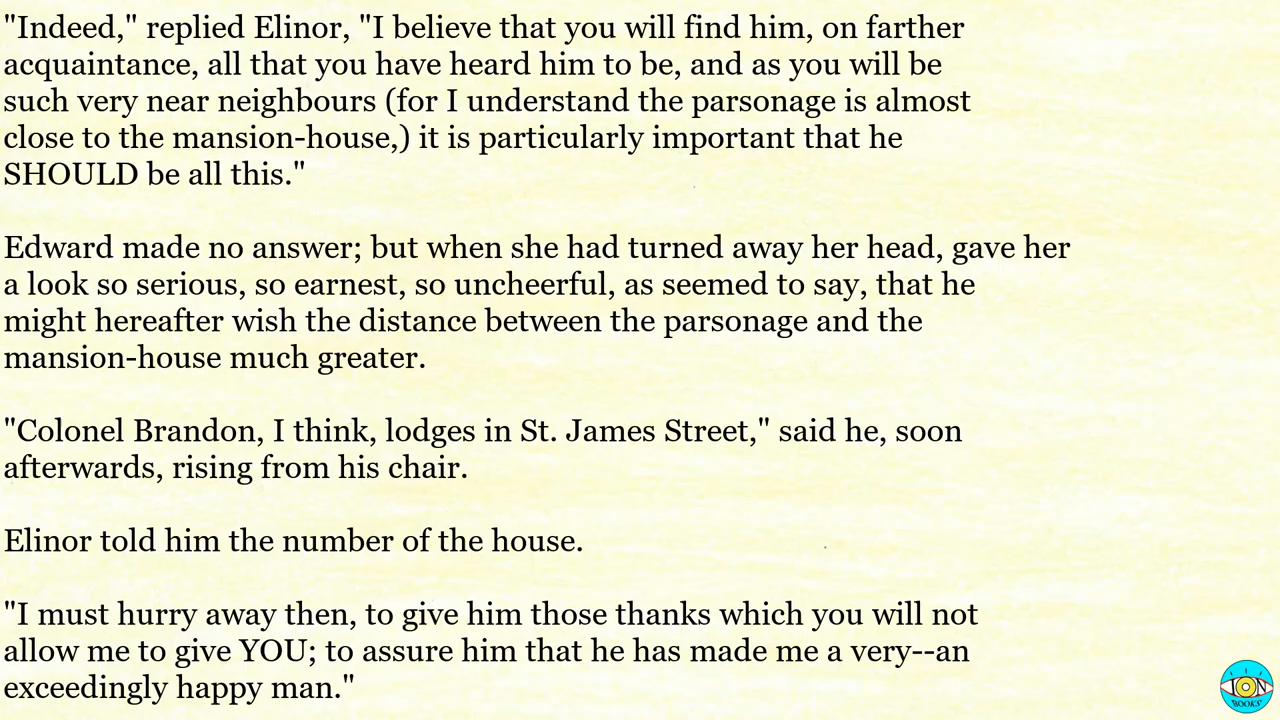 "Indeed," replied Elinor, "I believe that you will find him, on farther
acquaintance, all that you have heard him to be, and as you will be
such very near neighbours (for I understand the parsonage is almost
close to the mansion-house,) it is particularly important that he
SHOULD be all this."
Edward made no answer; but when she had turned away her head, gave her
a look so serious, so earnest, so uncheerful, as seemed to say, that he
might hereafter wish the distance between the parsonage and the
mansion-house much greater.
"Colonel Brandon, I think, lodges in St. James Street," said he, soon
afterwards, rising from his chair.
Elinor told him the number of the house.
"I must hurry away then, to give him those thanks which you will not
allow me to give YOU; to assure him that he has made me a very--an
exceedingly happy man."
ION
BOOKS